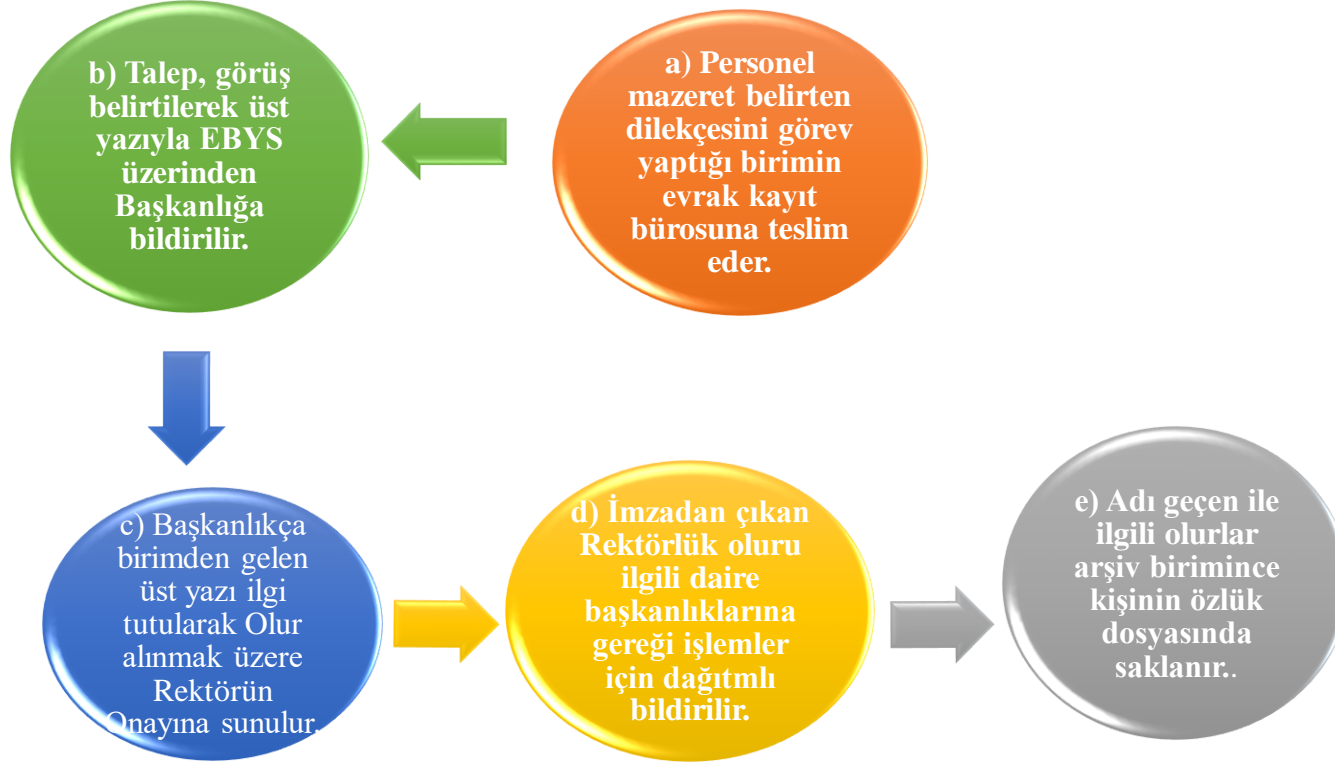 a) Personel
mazeret belirten
dilekçesini görev
yaptığı birimin
evrak kayıt
bürosuna teslim
eder.
b) Talep, görüş
belirtilerek üst
yazıyla EBYS
üzerinden
Başkanlığa
bildirilir.
c) Başkanlıkça
birimden gelen
üst yazı ilgi
tutularak Olur
alınmak üzere
Rektörün
Onayına sunulur.
d) İmzadan çıkan
Rektörlük oluru
ilgili daire
başkanlıklarına
gereği işlemler
için dağıtmlı
bildirilir.
e) Adı geçen ile
ilgili olurlar
arşiv birimince
kişinin özlük
dosyasında
saklanır..